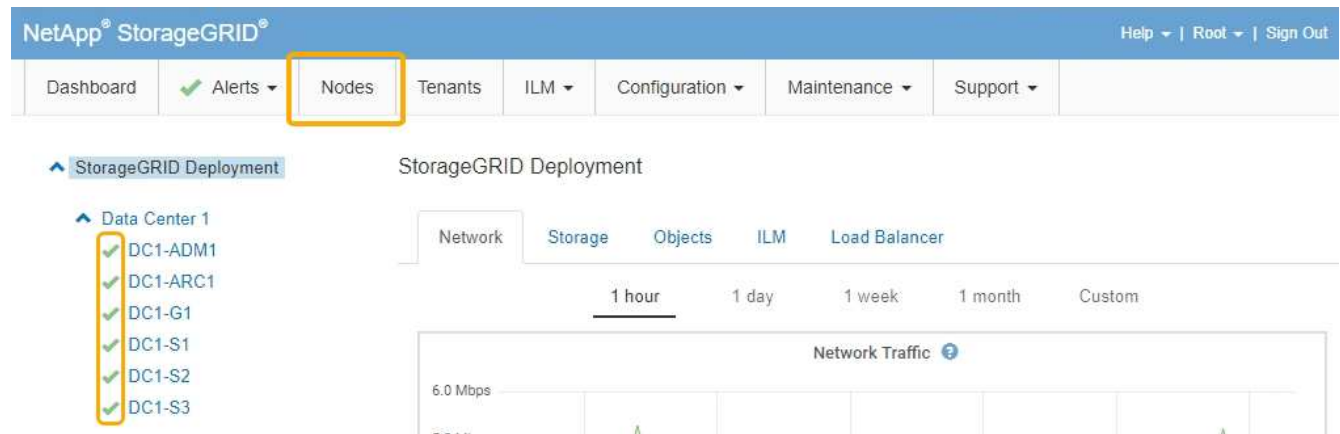 NetApp® StorageGRID®
Help | Root | Sign Out
Dashboard Alerts Nodes Tenants ILM Configuration Maintenance Support
StorageGRID Deployment
Data Center 1
DC1-ADM1
DC1-ARC1
DC1-G1
DC1-S1
DC1-S2
DC1-S3
StorageGRID Deployment
Network Storage Objects ILM Load Balancer
1 hour 1 day 1 week 1 month Custom
Network Traffic ?
6.0 Mbps